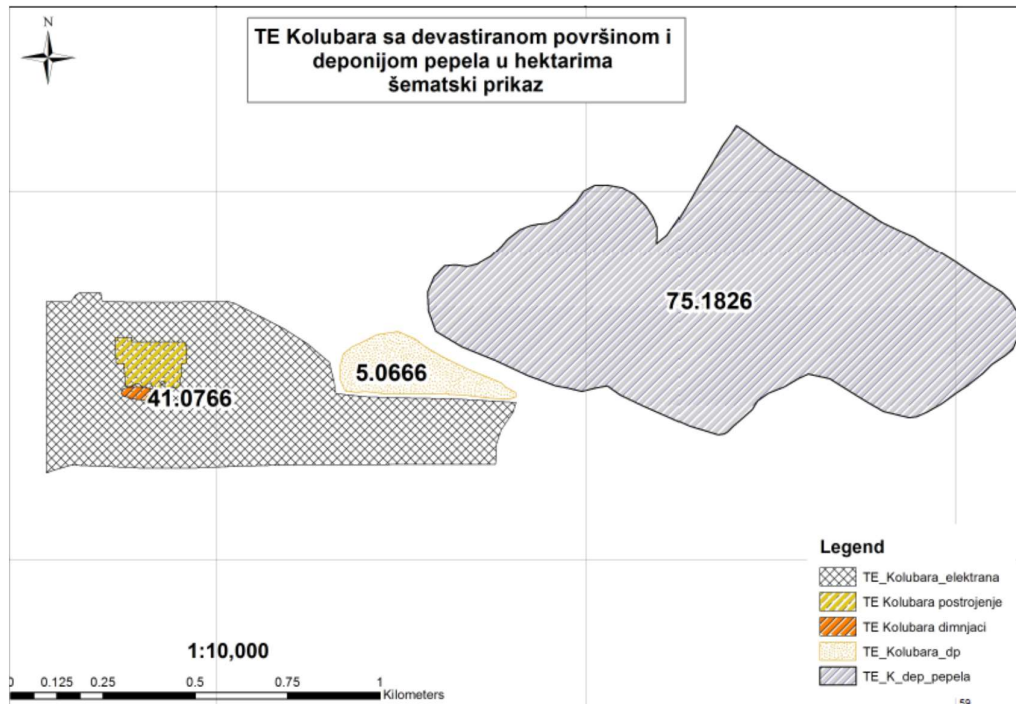 N
TE Kolubara sa devastiranom površinom i
deponijom pepela u hektarima
šematski prikaz
75.1826
5.0666
41.0766
Legend
TE_Kolubara_elektrana
TE Kolubara postrojenje
TE Kolubara dimnjaci
TE_Kolubara_dp
TE_K_dep_pepela
1:10,000
0 0.125 0.25 0.5 0.75 1
Kilometers
59